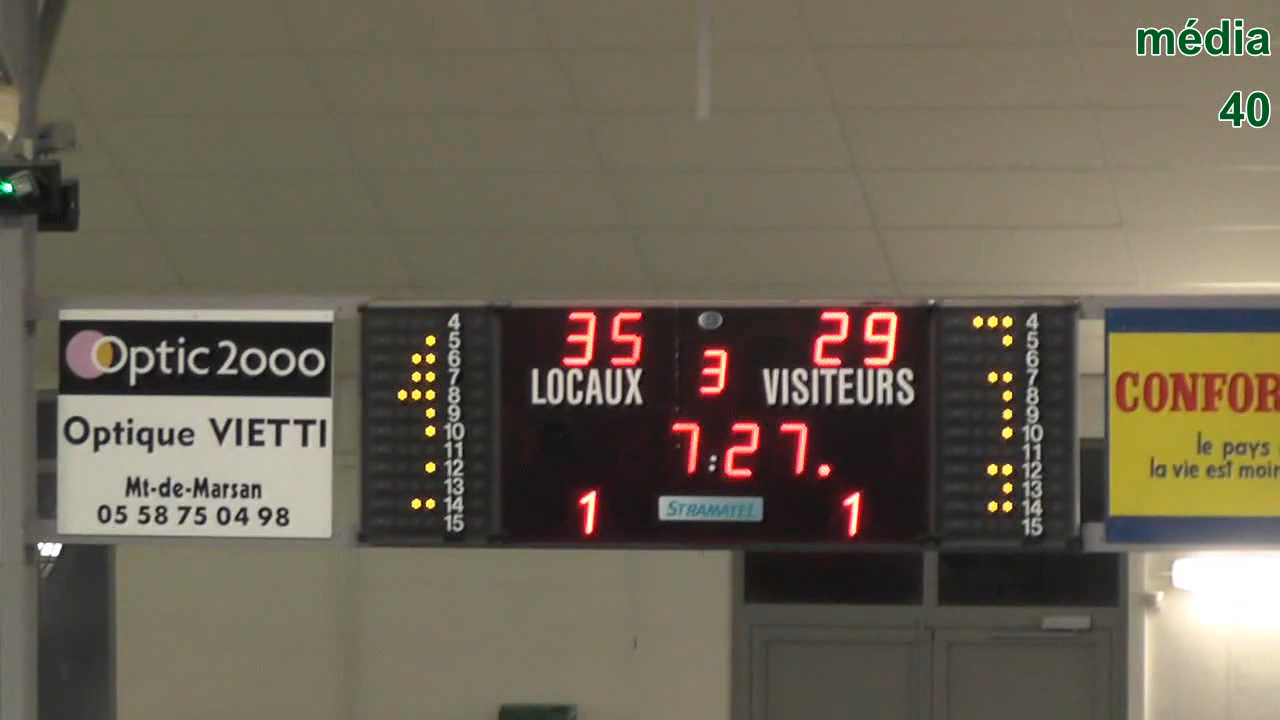 média
40
Optic 2000
Optique VIETTI
Mt-de-Marsan
05 58 75 04 98
4
5
6
7
8
9
10
11
12
13
14
15
35
29
3
LOCAUX
VISITEURS
7:27.
1
STRAMATEL
1
4
5
6
7
8
9
10
11
12
13
14
15
CONFOR
le pays
la vie est moin